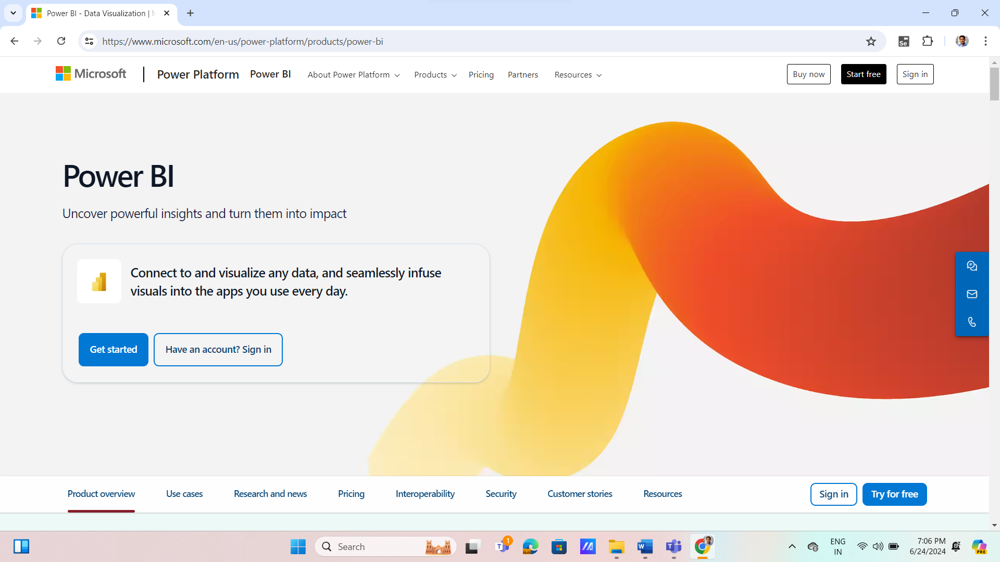 Power BI - Data Visualization |
https://www.microsoft.com/en-us/power-platform/products/power-bi
Se
Microsoft
Power Platform
Power BI
About Power Platform
Products
Pricing
Partners
Resources
Buy now
Start free
Sign in
Power BI
Uncover powerful insights and turn them into impact
Connect to and visualize any data, and seamlessly infuse
visuals into the apps you use every day.
Get started
Have an account? Sign in
Product overview
Use cases
Research and news
Pricing
Interoperability
Security
Customer stories
Resources
Sign in
Try for free
Search
T
1
W
T
ENG
IN
7:06 PM
6/24/2024
PRE